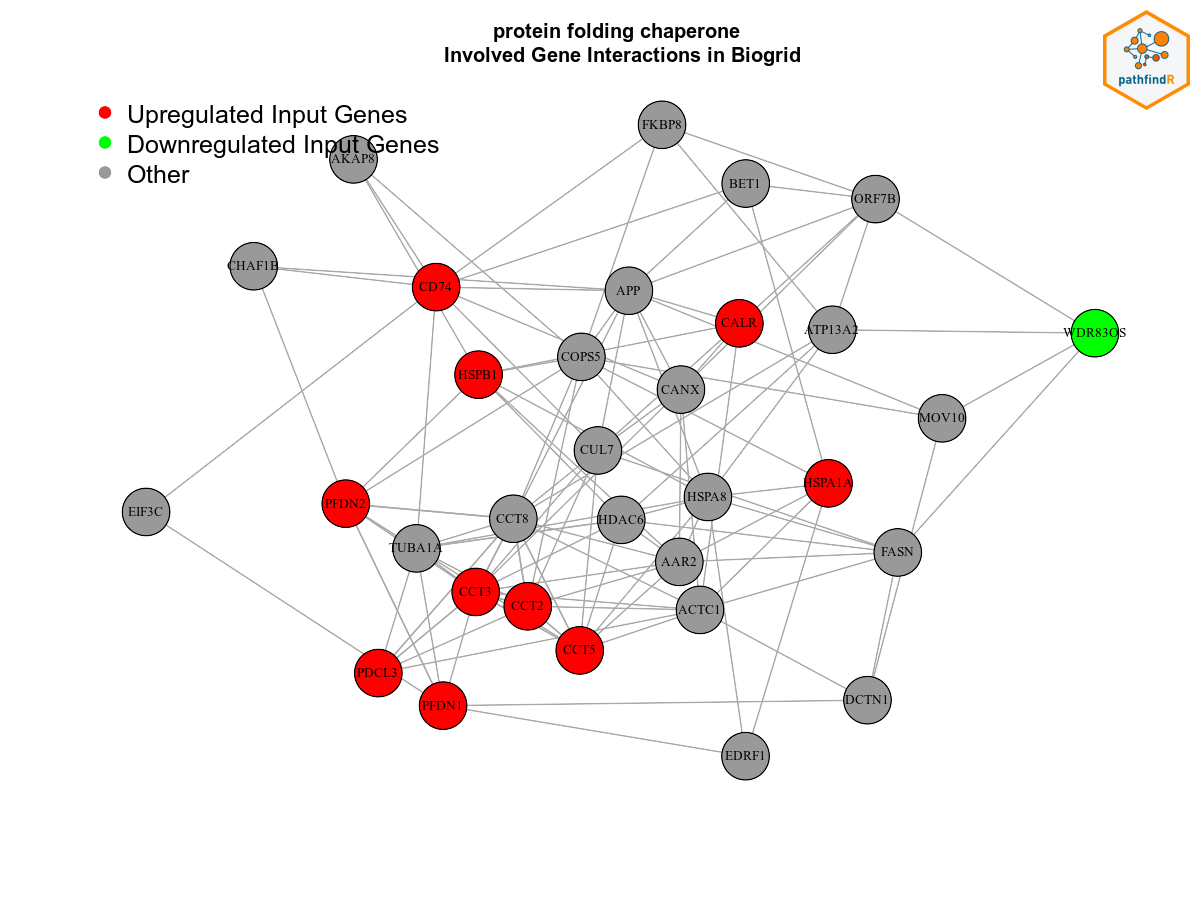 protein folding chaperone
Involved Gene Interactions in Biogrid
pathfindR
Upregulated Input Genes
Downregulated Input Genes
Other
FKBP8
AKAP8
BET1
ORF7B
CHAF1B
CD74
APP
CALR
ATP13A2
WDR83OS
COPS5
HSPB1
CANX
MOV10
CUL7
HSPA1A
HSPA8
PFDN2
EIF3C
CCT8
HDAC6
TUBA1A
FASN
AAR2
CCT3
CCT2
ACTC1
CCT5
PDCL3
DCTN1
PFDN1
EDRF1